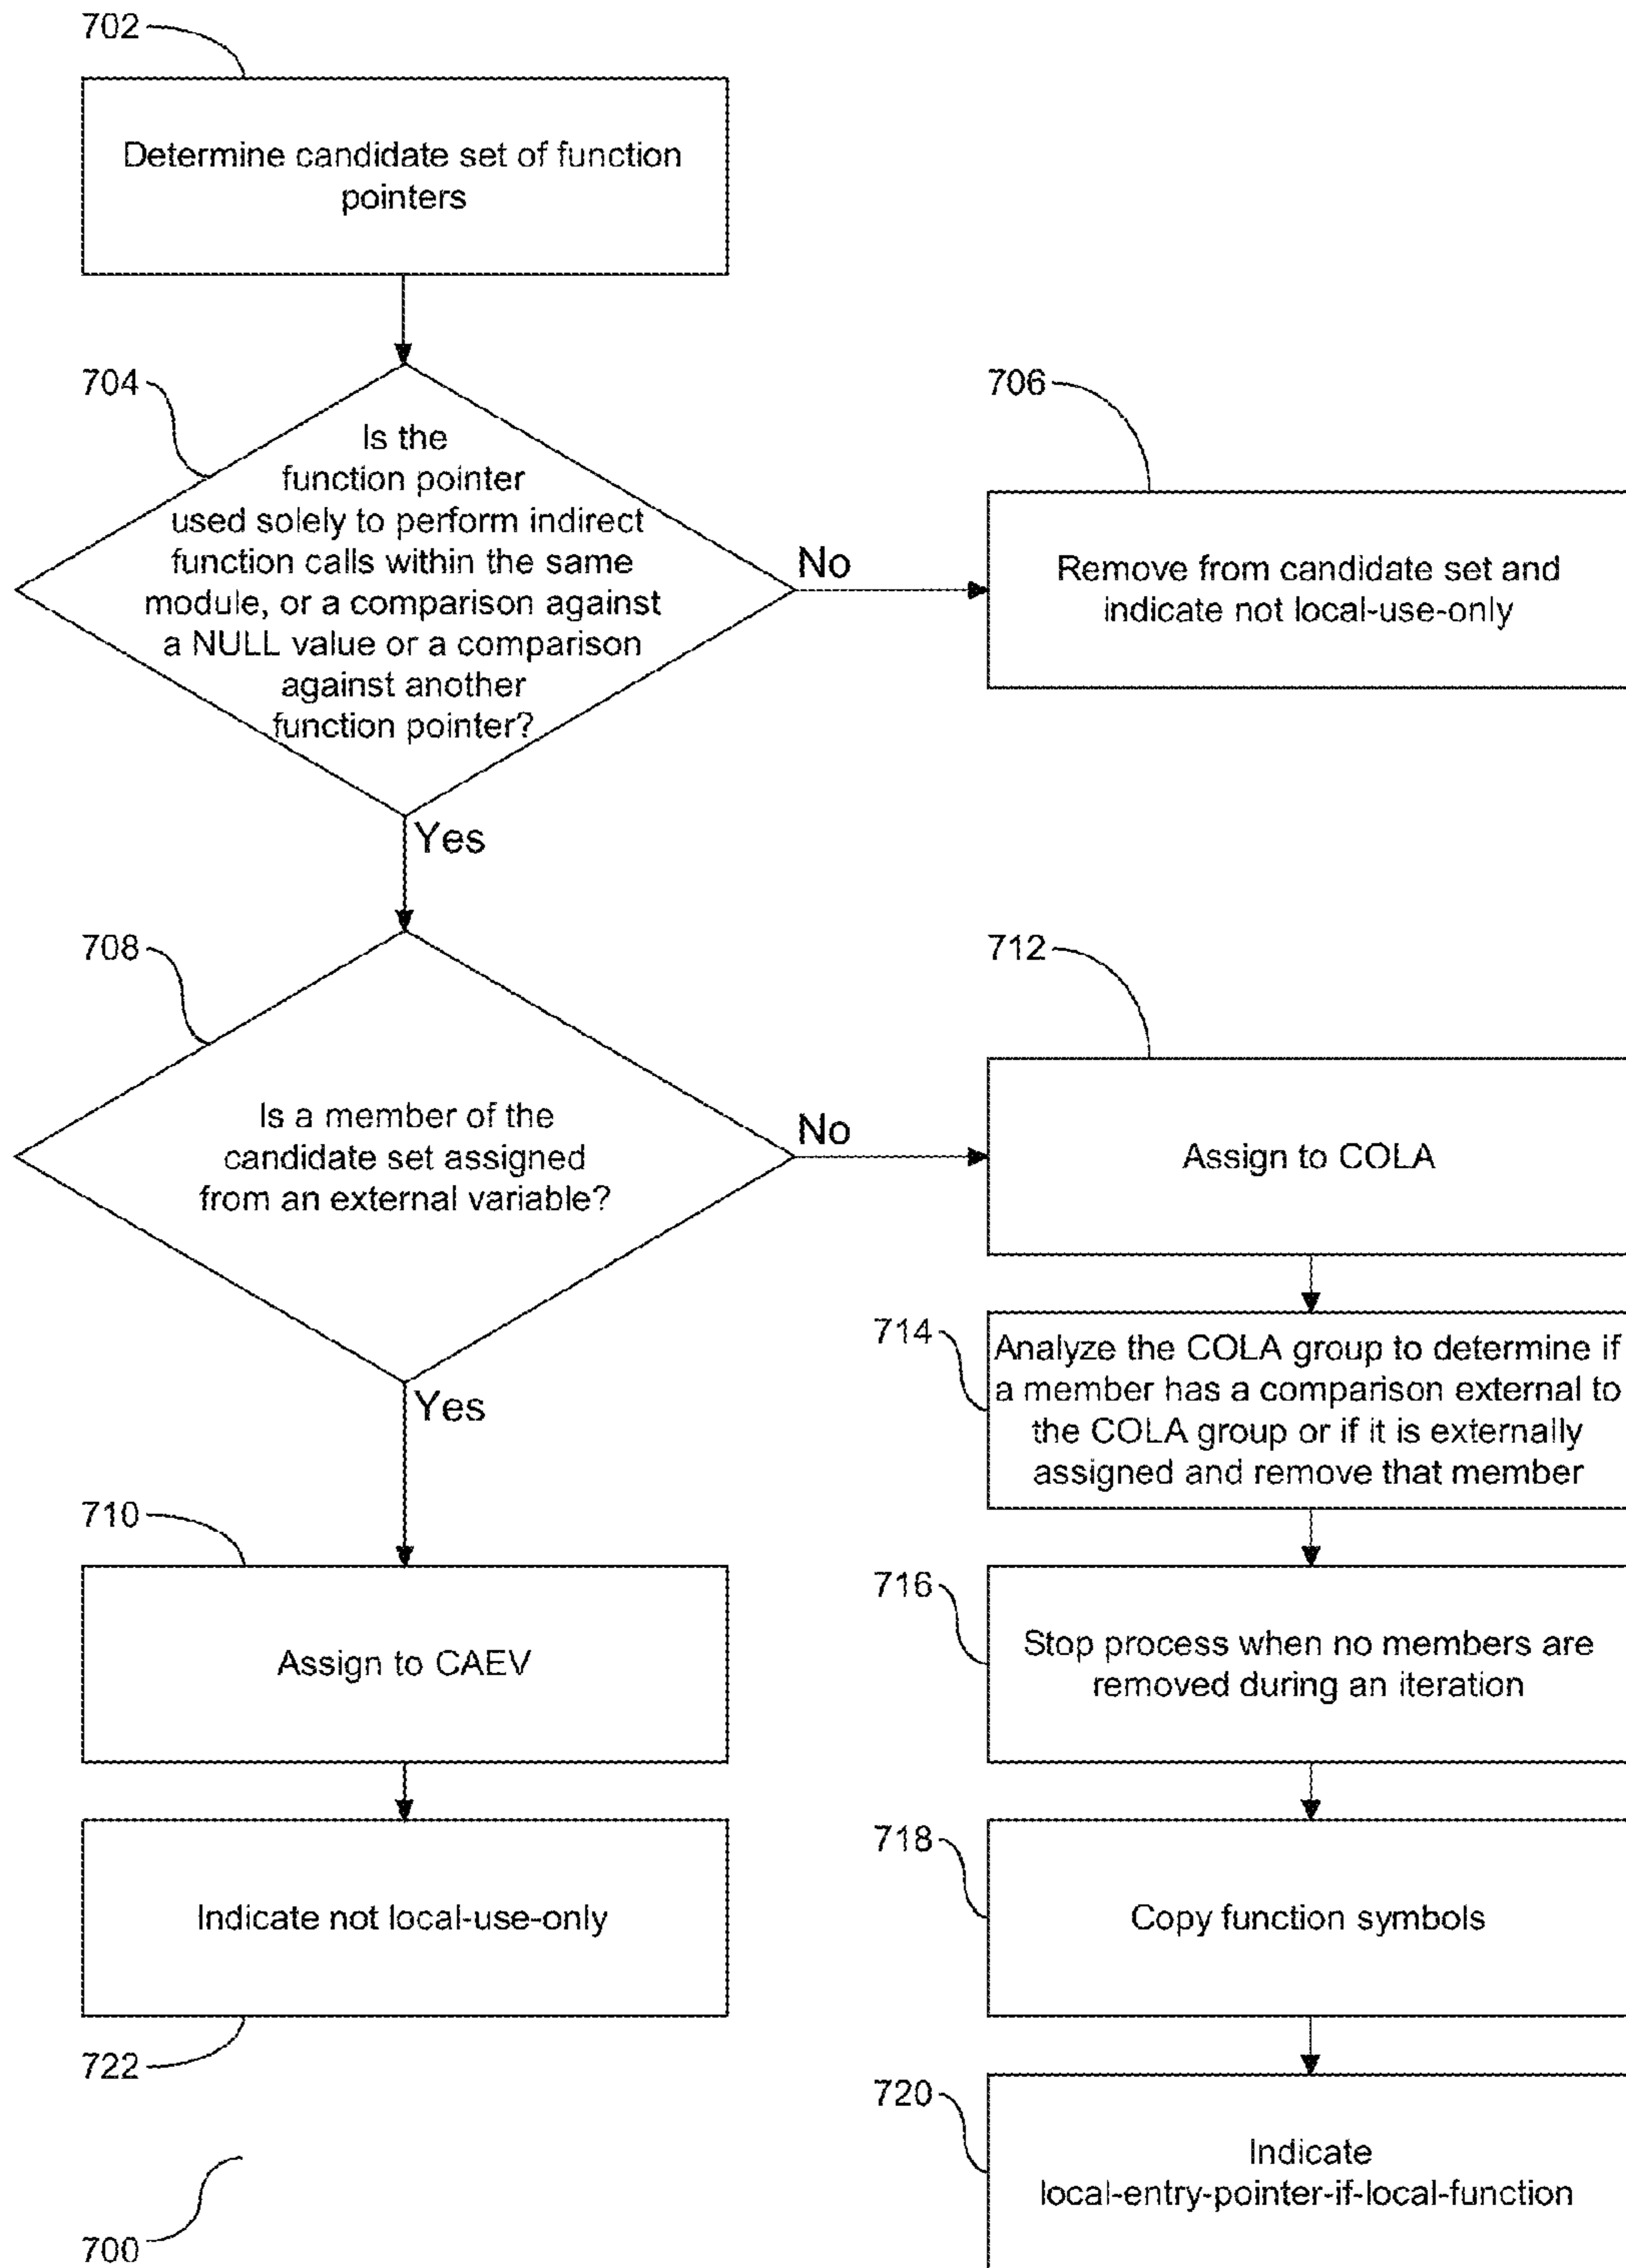 702
Determine candidate set of function
pointers
704
Is the
function pointer
used solely to perform indirect
function calls within the same
module, or a comparison against
a NULL value or a comparison
against another
function pointer?
No
706
Remove from candidate set and
indicate not local-use-only
Yes
708
Is a member of the
candidate set assigned
from an external variable?
No
712
Assign to COLA
714
Analyze the COLA group to determine if
a member has a comparison external to
the COLA group or if it is externally
assigned and remove that member
Yes
710
Assign to CAEV
716
Stop process when no members are
removed during an iteration
Indicate not local-use-only
722
718
Copy function symbols
720
Indicate
local-entry-pointer-if-local-function
700